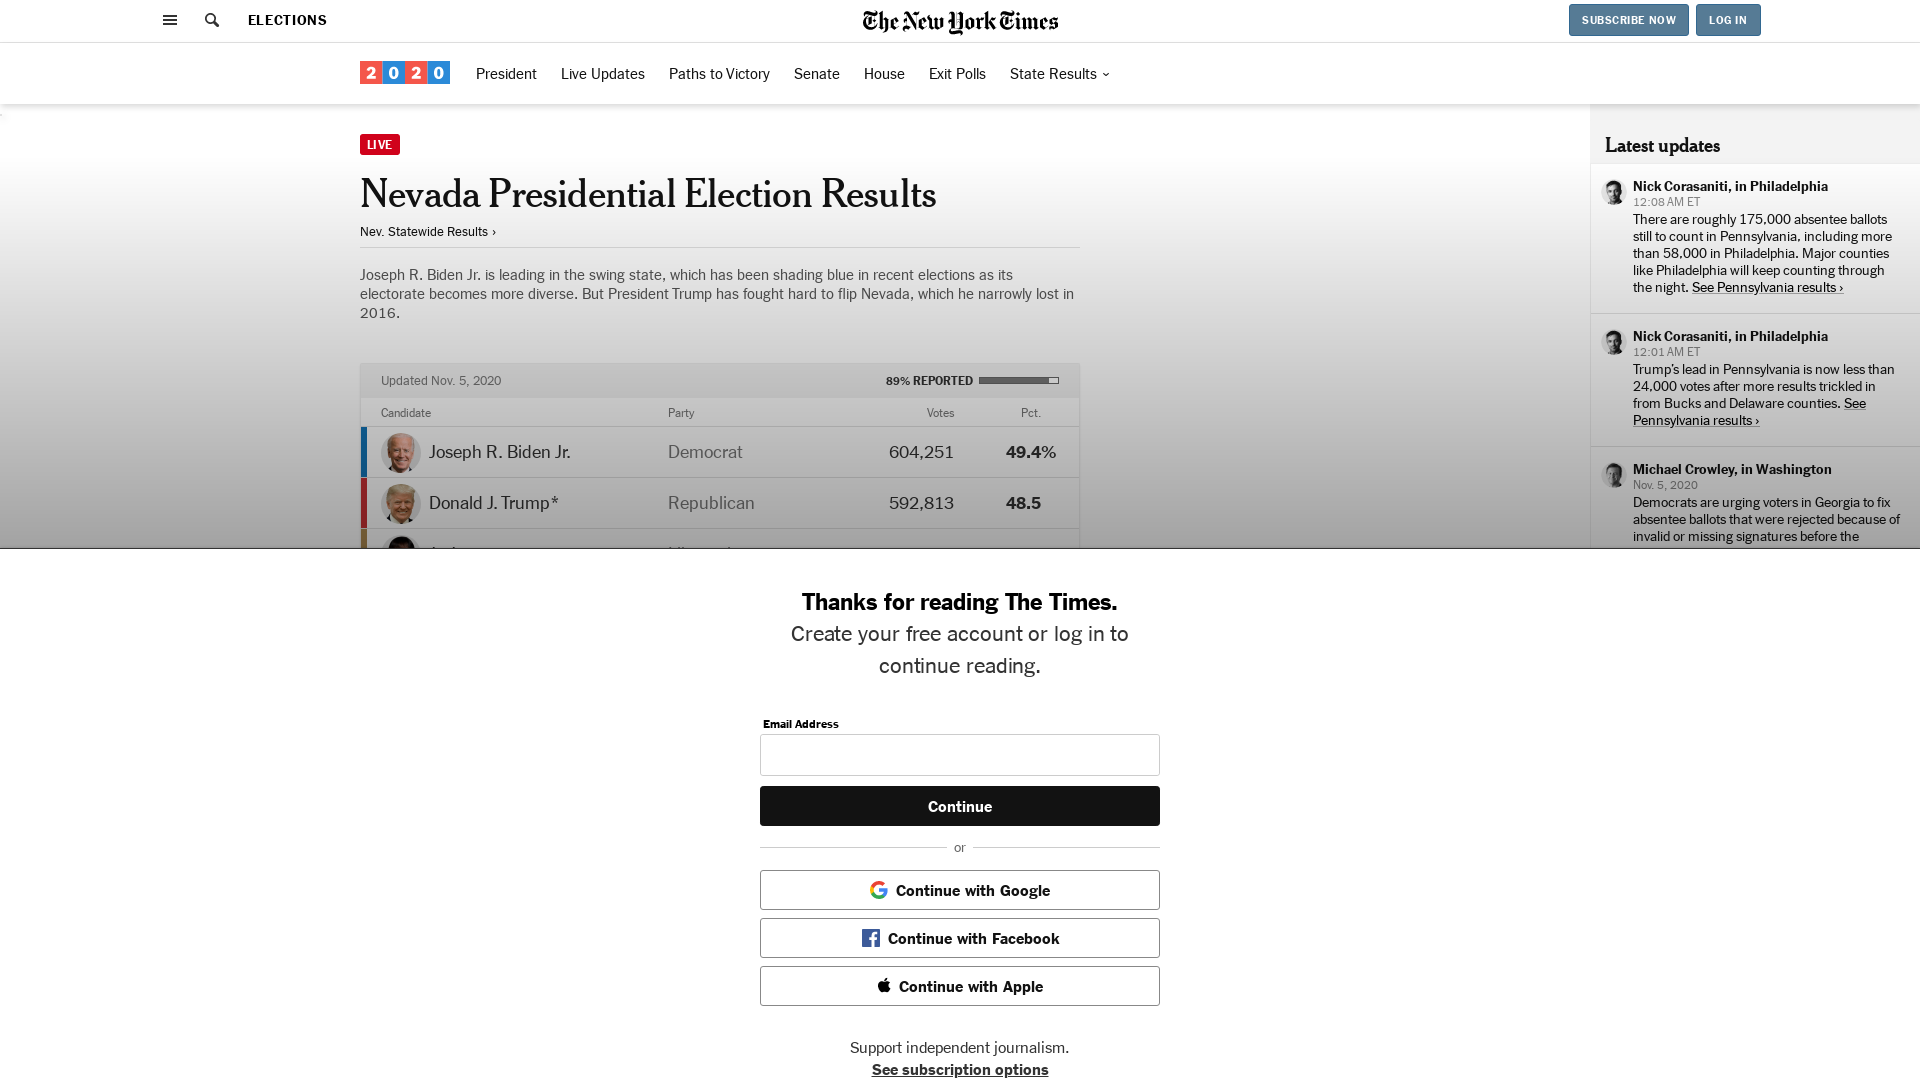 ELECTIONS
The New York Times
SUBSCRIBE NOW
LOG IN
2020
President
Live Updates
Paths to Victory
Senate
House
Exit Polls
State Results
LIVE
Nevada Presidential Election Results
Nev. Statewide Results ›
Joseph R. Biden Jr. is leading in the swing state, which has been shading blue in recent elections as its
electorate becomes more diverse. But President Trump has fought hard to flip Nevada, which he narrowly lost in
2016.
Updated Nov. 5, 2020
89% REPORTED
Candidate Party Votes Pct.
Joseph R. Biden Jr. Democrat 604,251 49.4%
Donald J. Trump* Republican 592,813 48.5
Latest updates
Nick Corasaniti, in Philadelphia
12:08 AM ET
There are roughly 175,000 absentee ballots
still to count in Pennsylvania, including more
than 58,000 in Philadelphia. Major counties
like Philadelphia will keep counting through
the night. See Pennsylvania results ›
Nick Corasaniti, in Philadelphia
12:01 AM ET
Trump’s lead in Pennsylvania is now less than
24,000 votes after more results trickled in
from Bucks and Delaware counties. See
Pennsylvania results ›
Michael Crowley, in Washington
Nov. 5, 2020
Democrats are urging voters in Georgia to fix
absentee ballots that were rejected because of
invalid or missing signatures before the
Thanks for reading The Times.
Create your free account or log in to
continue reading.
Email Address
Continue
or
Continue with Google
Continue with Facebook
Continue with Apple
Support independent journalism.
See subscription options